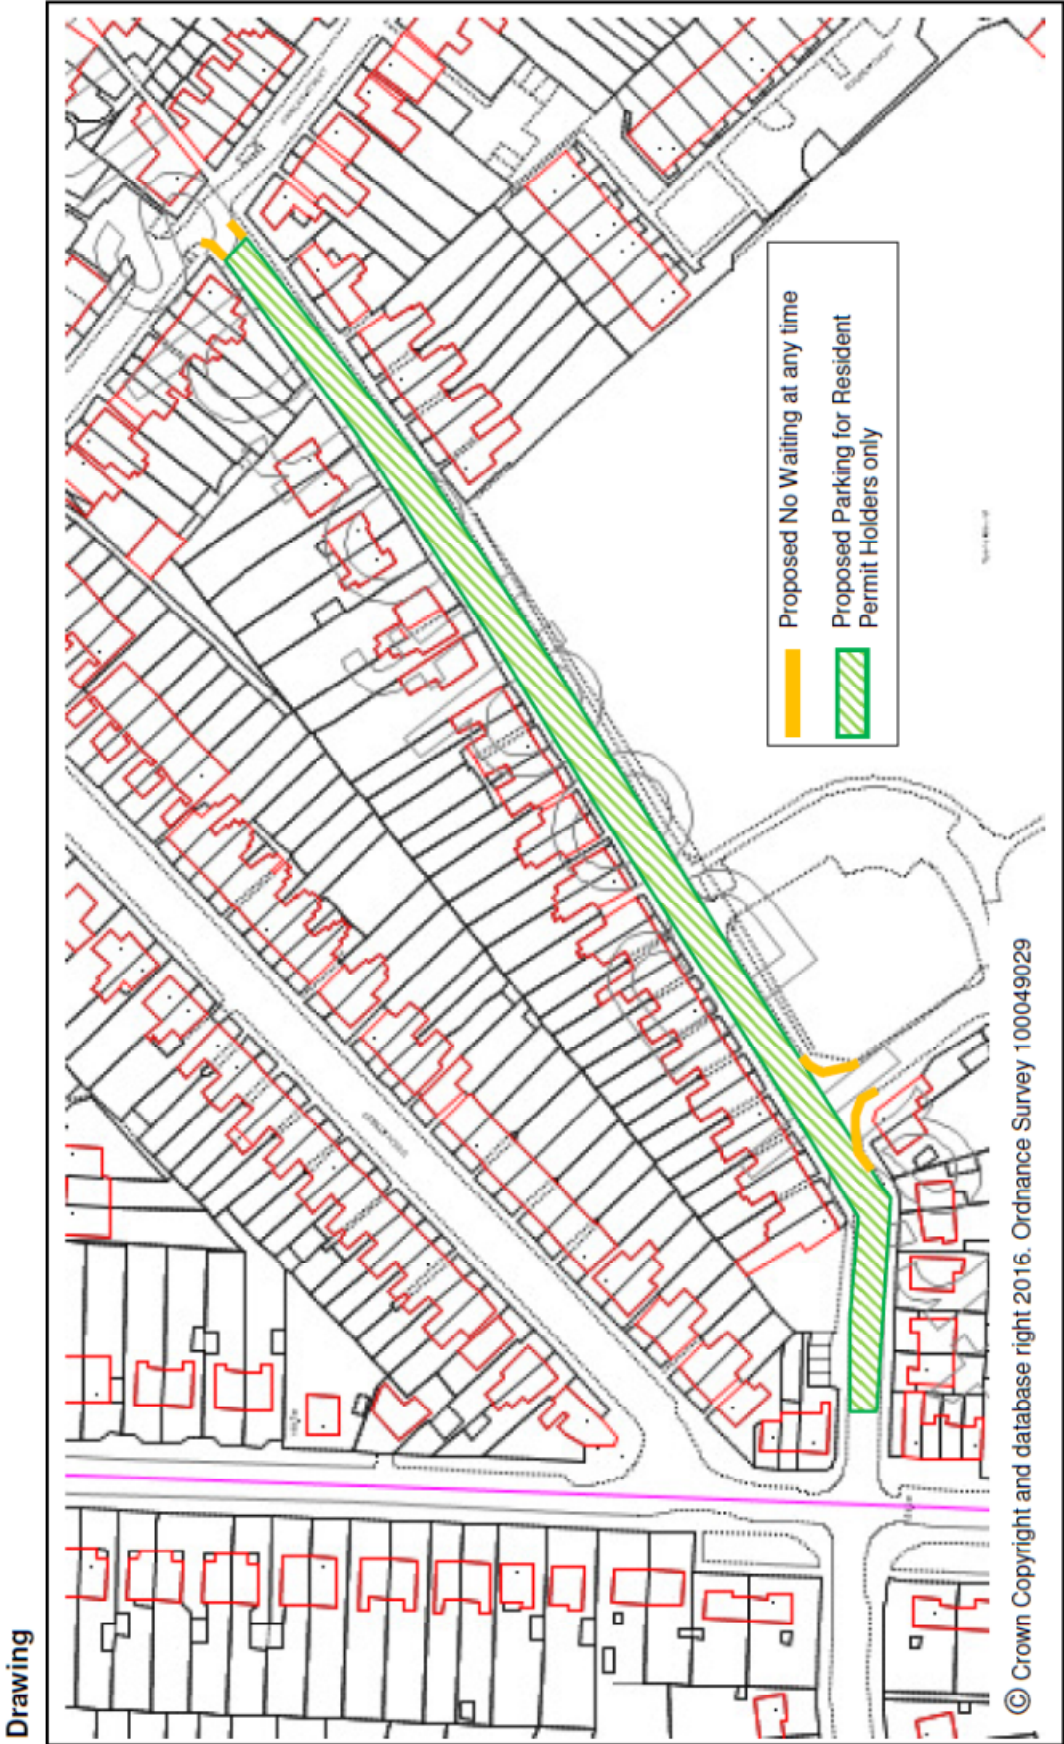 Drawing
Proposed No Waiting at any time
Proposed Parking for Resident
Permit Holders only
© Crown Copyright and database right 2016. Ordnance Survey 100049029